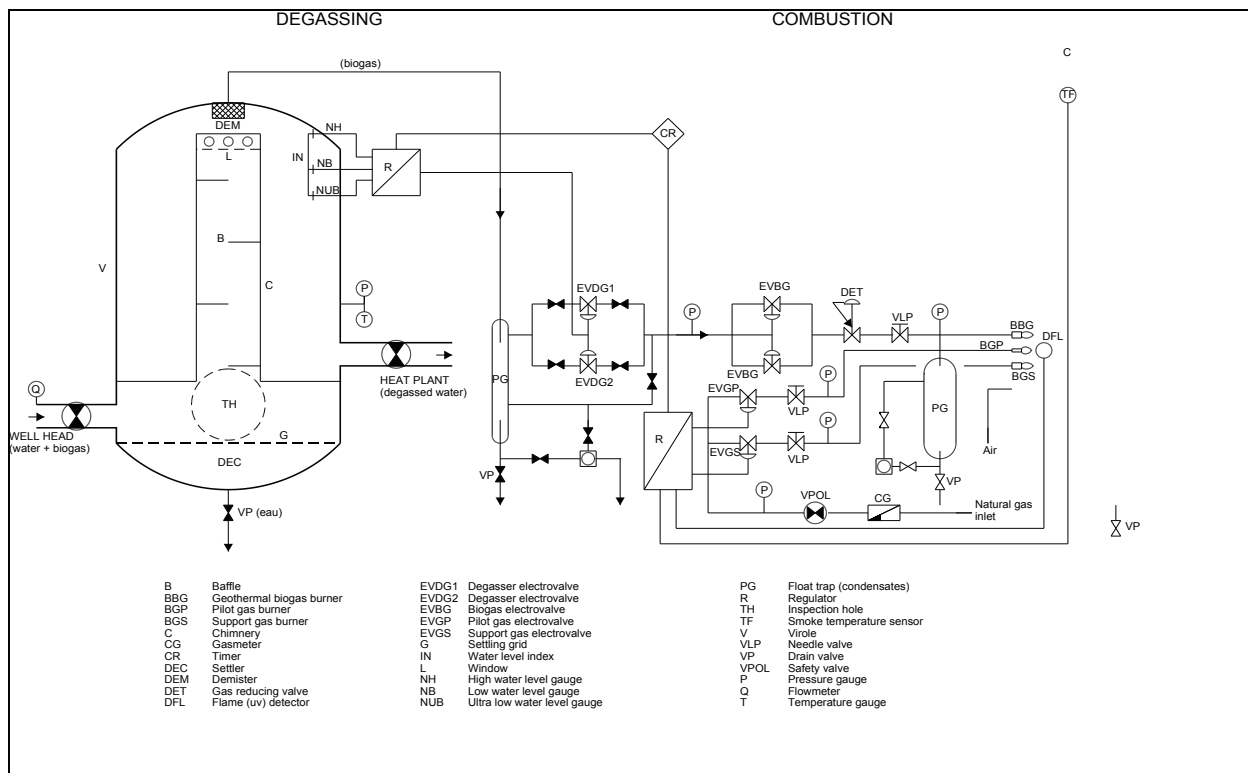 DEGASSING
COMBUSTION
C
(biogas)
TF
DEM
NH
CR
L
IN
NB
R
NUB
B
V
C
P
T
EVDG1
EVBG
DET
VLP
P
P
BBG
DFL
BGP
BGS
HEAT PLANT
(degassed water)
PG
EVDG2
EVBG
EVGP
VLP
P
PG
Q
TH
WELL HEAD
(water + biogas)
G
R
EVGS
VLP
P
Air
DEC
VP
VP
P
VPOL
CG
Natural gas
inlet
VP (eau)
VP
B Baffle
BBG Geothermal biogas burner
BGP Pilot gas burner
BGS Support gas burner
C Chimnery
CG Gasmeter
CR Timer
DEC Settler
DEM Demister
DET Gas reducing valve
DFL Flame (uv) detector
EVDG1 Degasser electrovalve
EVDG2 Degasser electrovalve
EVBG Biogas electrovalve
EVGP Pilot gas electrovalve
EVGS Support gas electrovalve
G Settling grid
IN Water level index
L Window
NH High water level gauge
NB Low water level gauge
NUB Ultra low water level gauge
PG Float trap (condensates)
R Regulator
TH Inspection hole
TF Smoke temperature sensor
V Virole
VLP Needle valve
VP Drain valve
VPOL Safety valve
P Pressure gauge
Q Flowmeter
T Temperature gauge